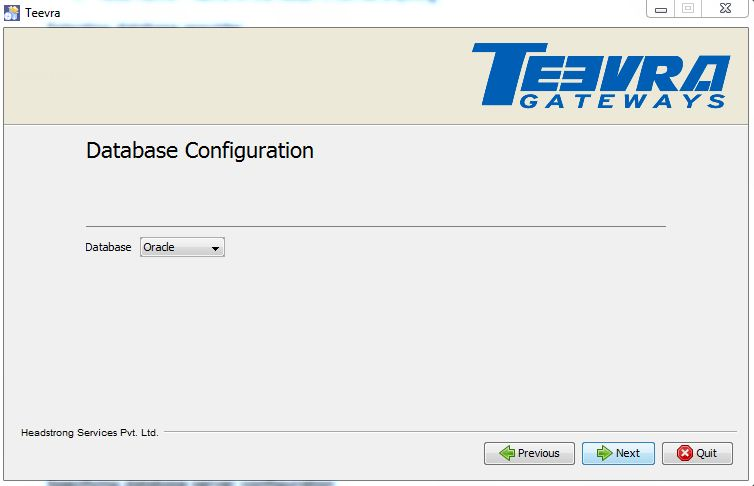 Teevra
TEEVRA
GATEWAYS
Database Configuration
Database Oracle
Headstrong Services Pvt. Ltd.
Previous Next Quit